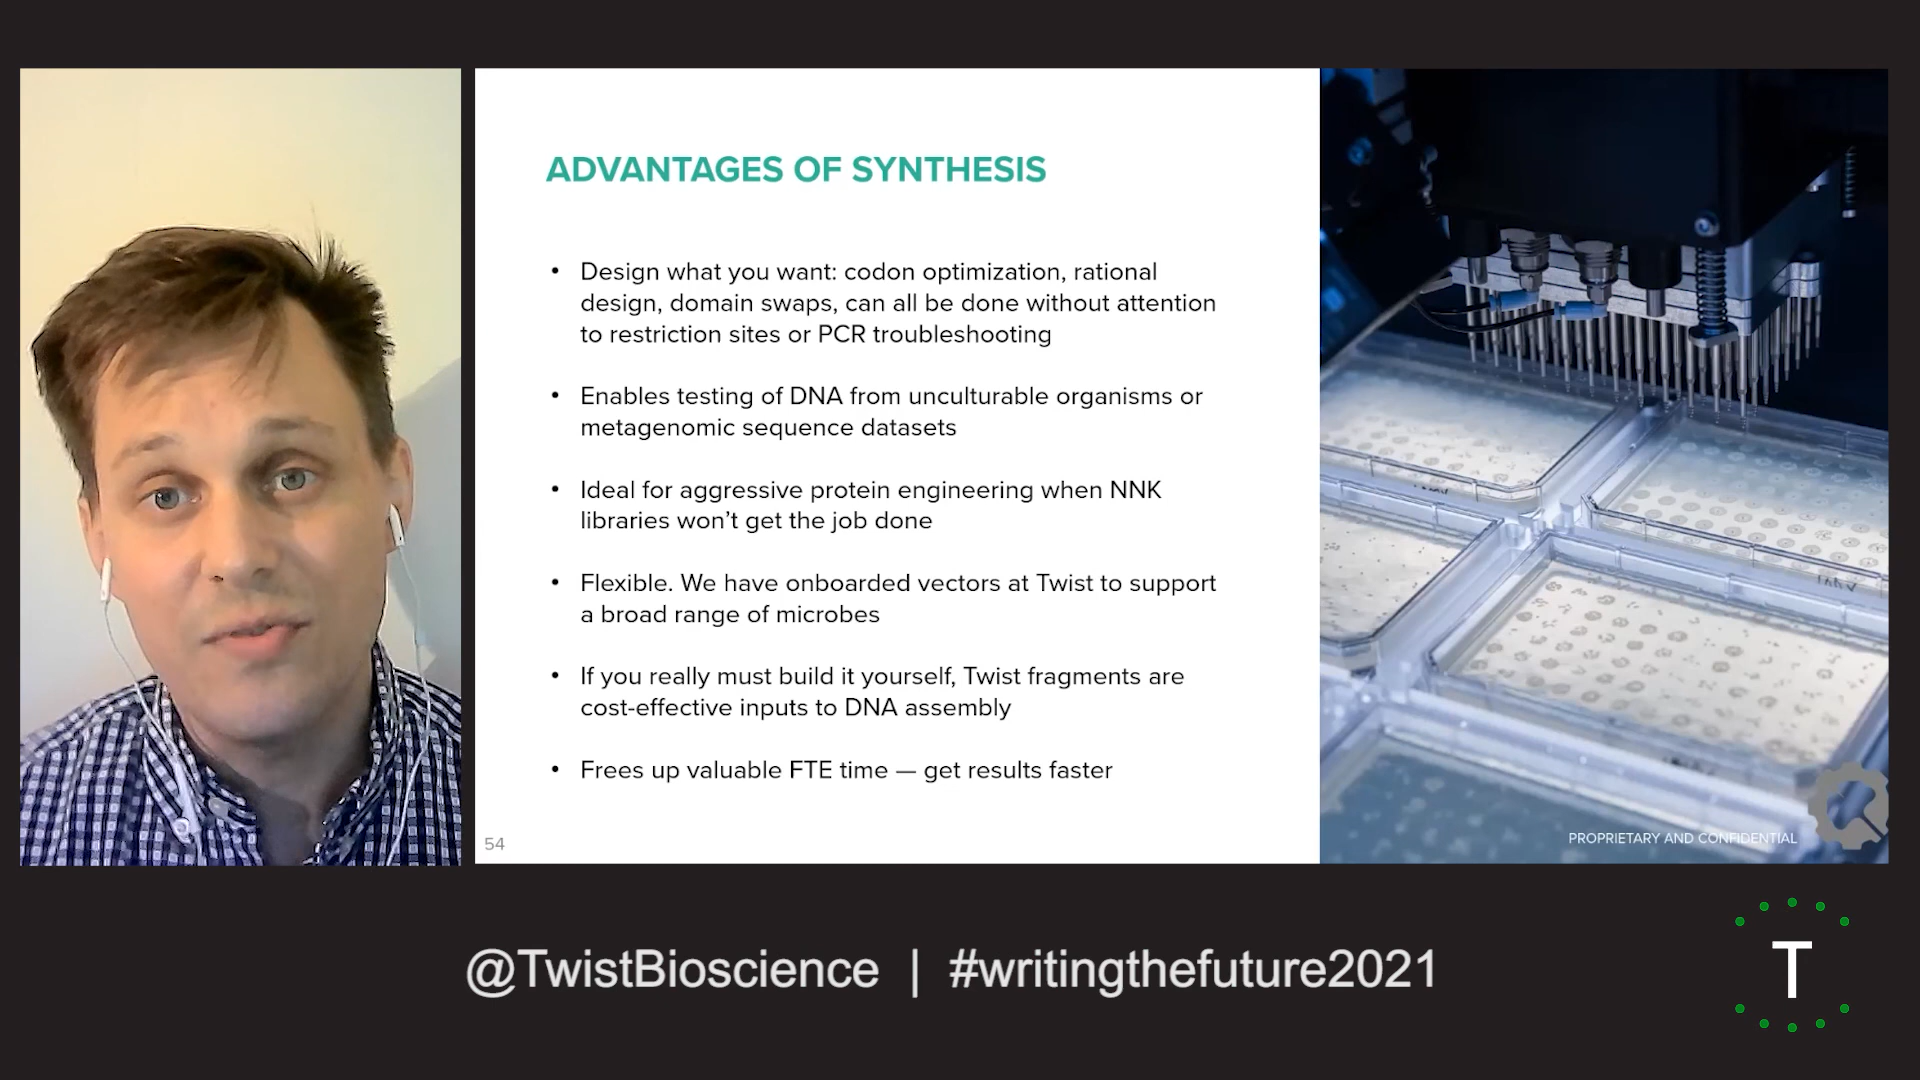 ADVANTAGES OF SYNTHESIS
• Design what you want: codon optimization, rational
design, domain swaps, can all be done without attention
to restriction sites or PCR troubleshooting
• Enables testing of DNA from unculturable organisms or
metagenomic sequence datasets
• Ideal for aggressive protein engineering when NNK
libraries won’t get the job done
• Flexible. We have onboarded vectors at Twist to support
a broad range of microbes
• If you really must build it yourself, Twist fragments are
cost-effective inputs to DNA assembly
• Frees up valuable FTE time — get results faster
54
PROPRIETARY AND CONFIDENTIAL
@TwistBioscience | #writingthefuture2021
T